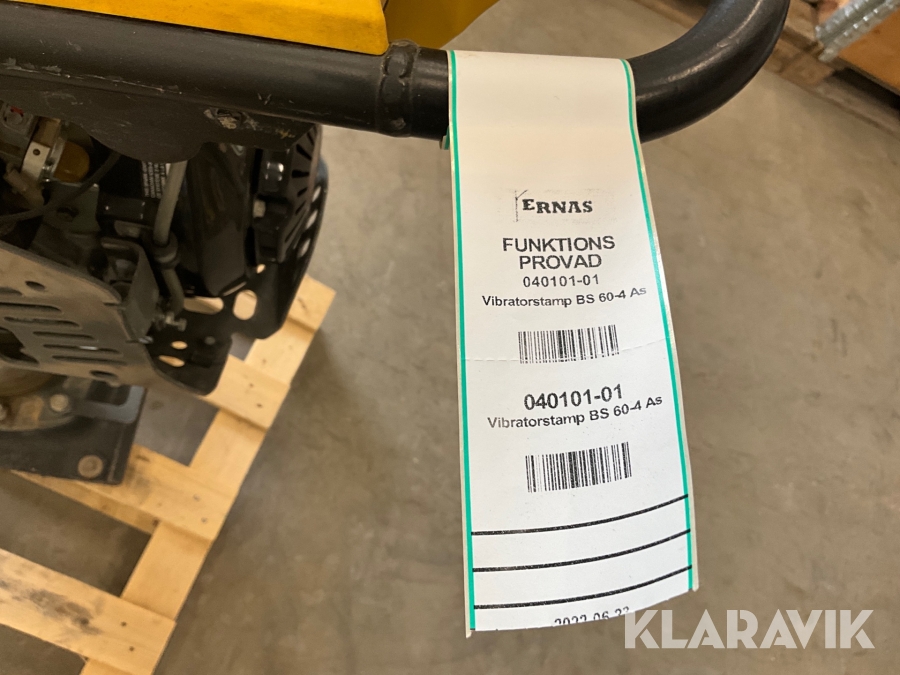 ERNAS
FUNKTIONS
PROVAD
040101-01
Vibratorstamp BS 60-4 As
040101-01
Vibratorstamp BS 60-4 As
KLARAVIK